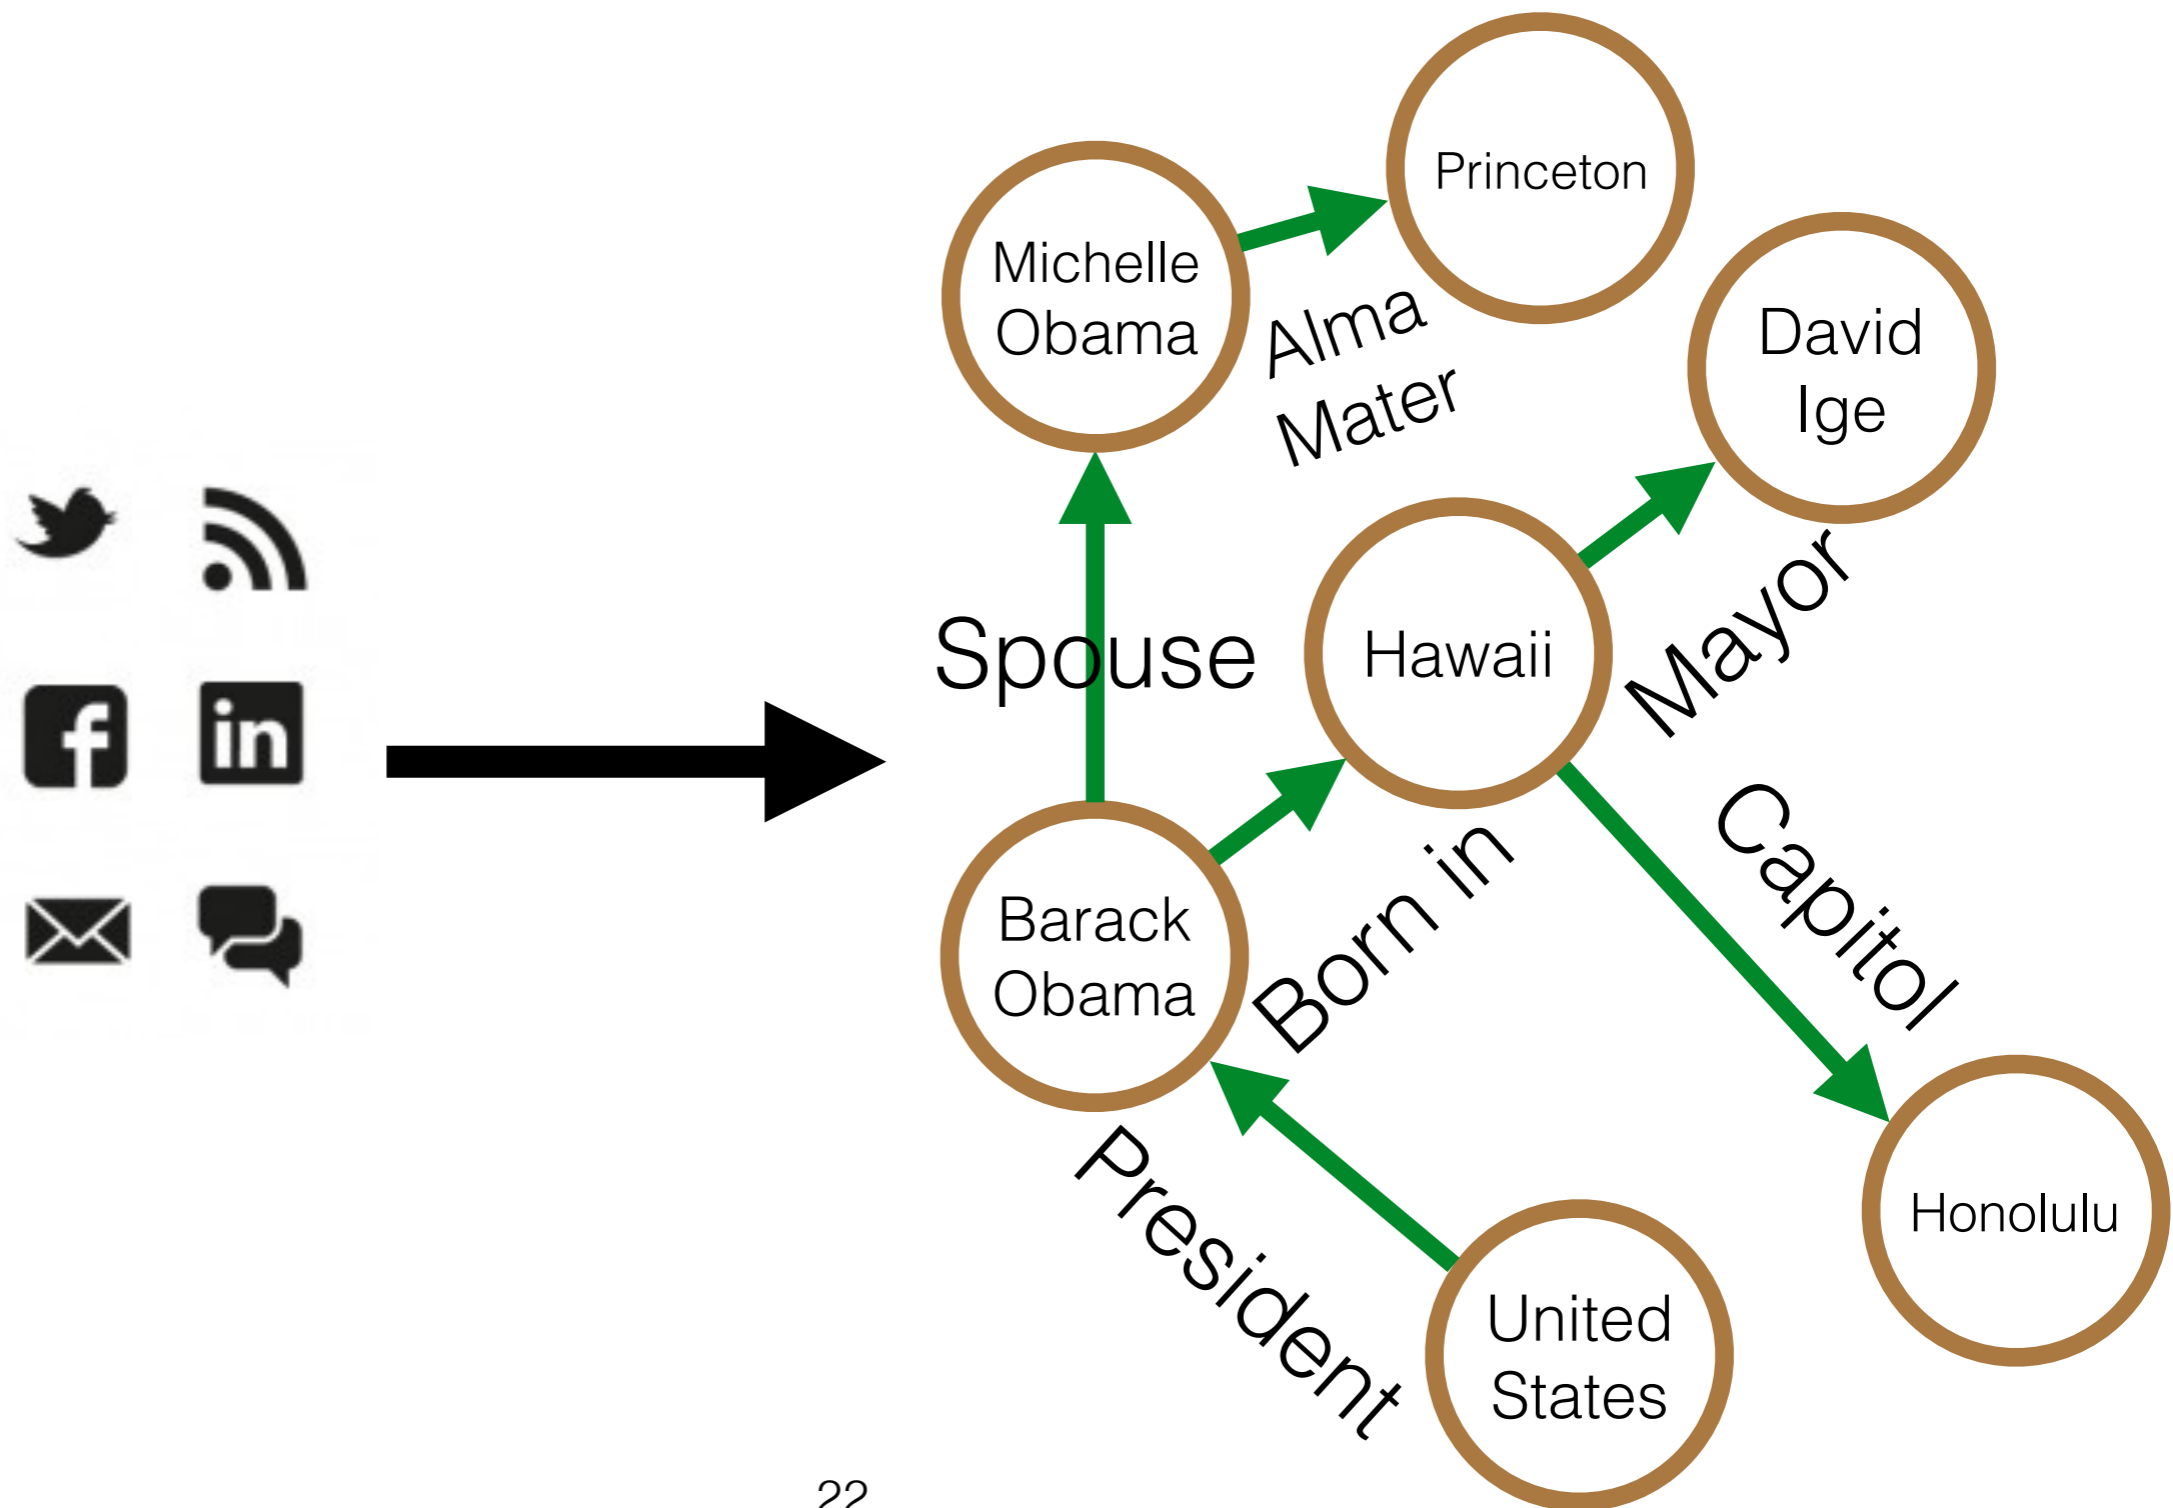 Princeton
Michelle
Obama
Alma
Mater
David
Ige
f
in
Spouse
Hawaii
Mayor
Barack
Obama
Born in
Capitol
President
United
States
Honolulu
22